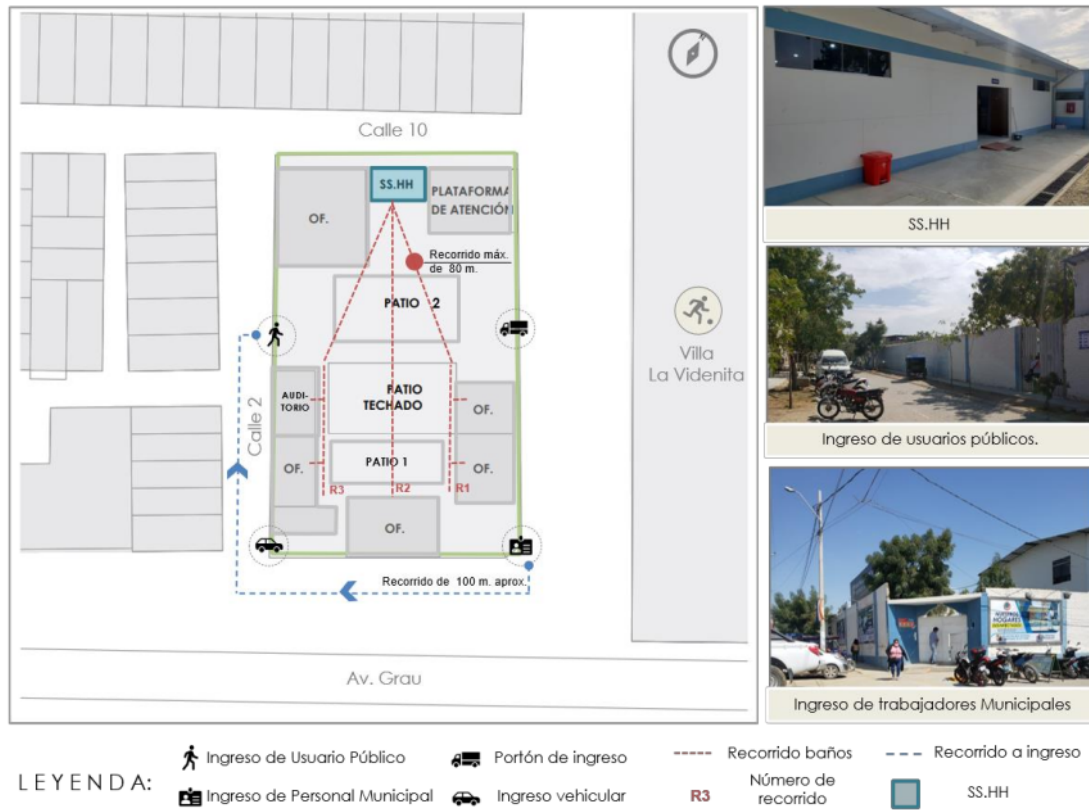 N
Calle 10
SS.HH
PLATAFORMA
DE ATENCIÓN
OF.
Recorrido máx.
de 80 m.
PATIO 2
Villa
La Videnita
Calle 2
AUDI-
TORIO
PATIO
TECHADO
OF.
OF.
PATIO 1
OF.
R3
R2
R1
OF.
Recorrido de 100 m. aprox.
Av. Grau
SS.HH
Ingreso de usuarios públicos.
HOGARES
Ingreso de trabajadores Municipales
LEYENDA:
Ingreso de Usuario Público
Portón de ingreso
Recorrido baños
Recorrido a ingreso
Ingreso de Personal Municipal
Ingreso vehicular
R3
Número de
recorrido
SS.HH